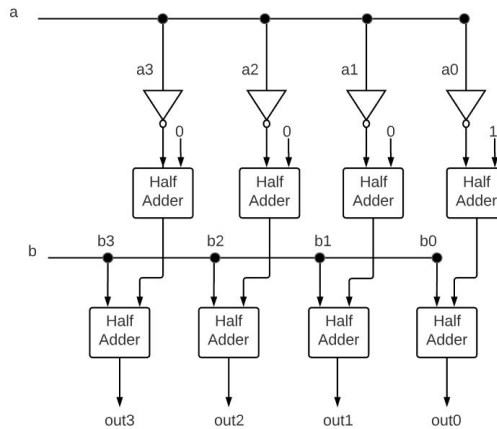 a
a3 a2 a1 a0
0 0 0 1
Half Half Half Half
Adder Adder Adder Adder
b b3 b2 b1 b0
Half Half Half Half
Adder Adder Adder Adder
out3 out2 out1 out0